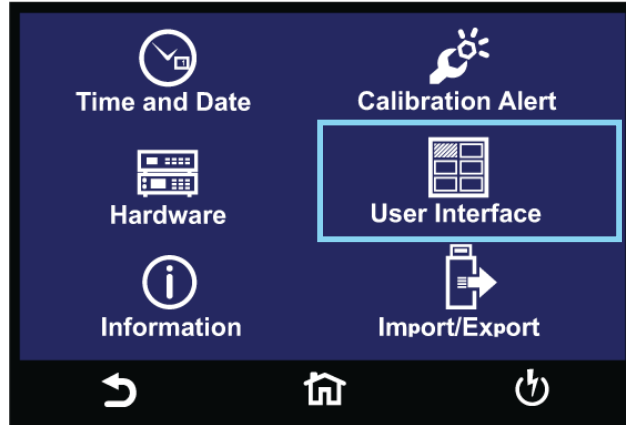 Time and Date
Calibration Alert
Hardware
User Interface
Information
Import/Export